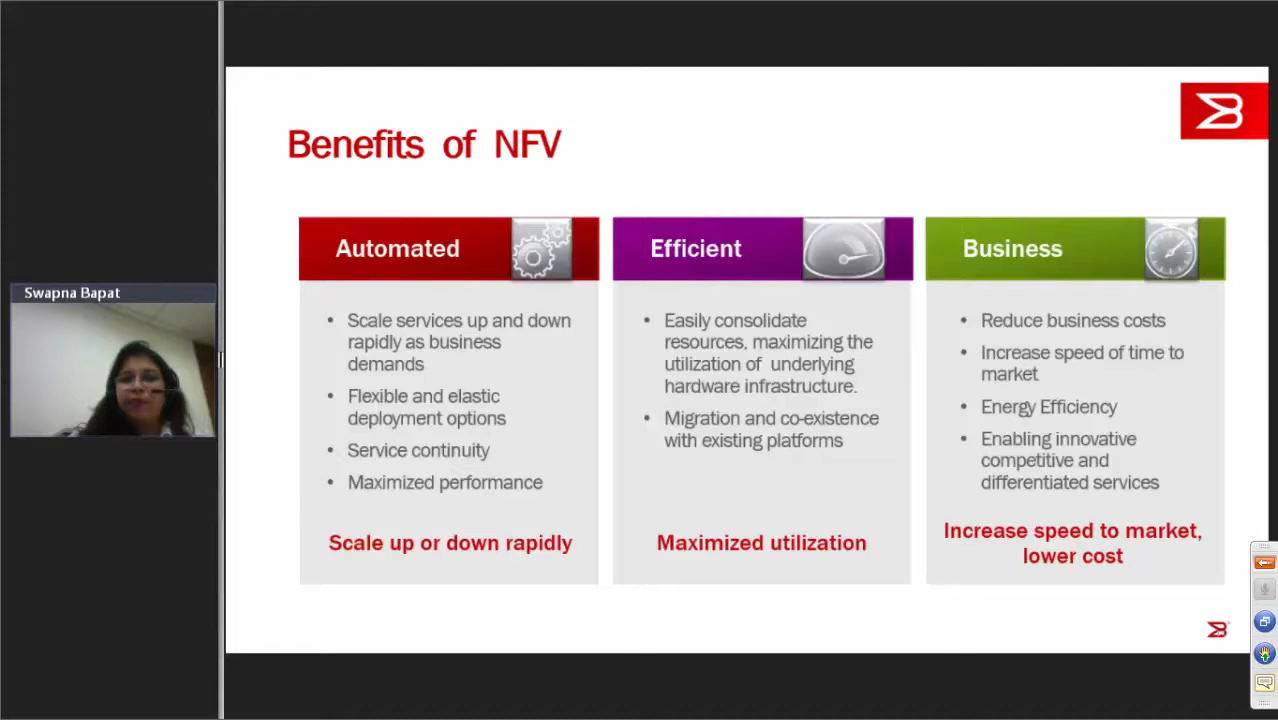 Benefits of NFV
Swapna Bapat
Automated
• Scale services up and down
rapidly as business
demands
• Flexible and elastic
deployment options
• Service continuity
• Maximized performance
Scale up or down rapidly
Efficient
• Easily consolidate
resources, maximizing the
utilization of underlying
hardware infrastructure.
• Migration and co-existence
with existing platforms
Maximized utilization
Business
• Reduce business costs
• Increase speed of time to
market
• Energy Efficiency
• Enabling innovative
competitive and
differentiated services
Increase speed to market,
lower cost